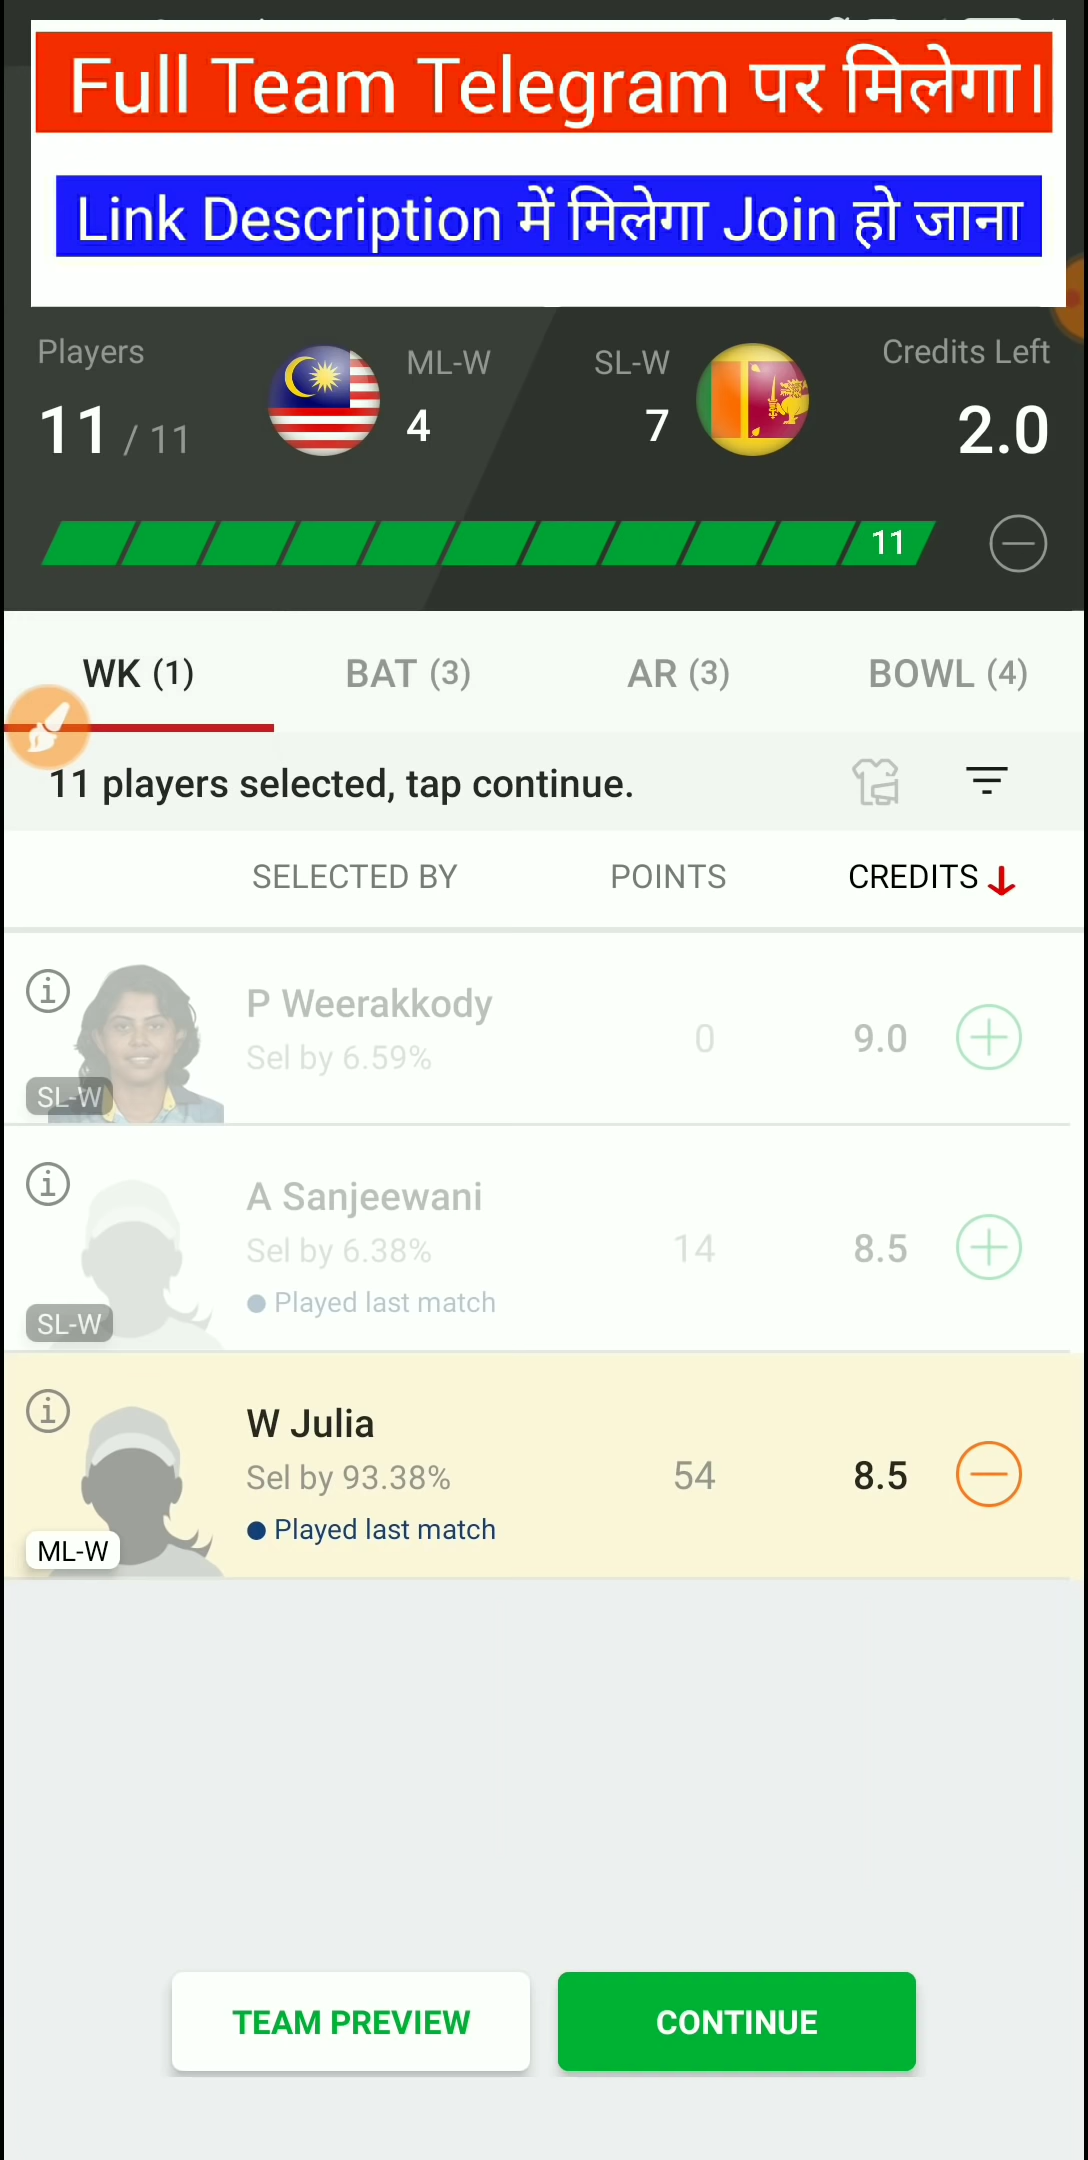 Full Team Telegram पर मिलेगा।
Link Description में मिलेगा Join हो जाना
Players ML-W SL-W Credits Left
11 / 11 4 7 2.0
11
WK (1) BAT (3) AR (3) BOWL (4)
11 players selected, tap continue.
SELECTED BY POINTS CREDITS
P Weerakkody
Sel by 6.59% 0 9.0
SL-W
A Sanjeewani
Sel by 6.38% 14 8.5
Played last match
SL-W
W Julia
Sel by 93.38% 54 8.5
Played last match
ML-W
TEAM PREVIEW CONTINUE